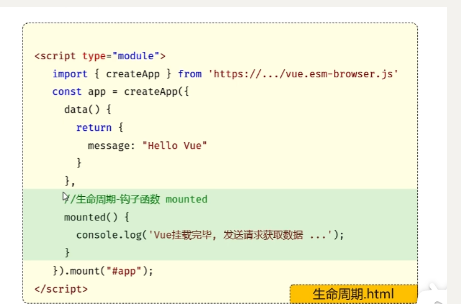 <script type="module">
import { createApp } from 'https://.../vue.esm-browser.js'
const app = createApp({
data() {
return {
message: "Hello Vue"
}
},
//生命周期-钩子函数 mounted
mounted() {
console.log('Vue挂载完毕, 发送请求获取数据 ...');
}
}).mount("#app");
</script>
生命周期.html